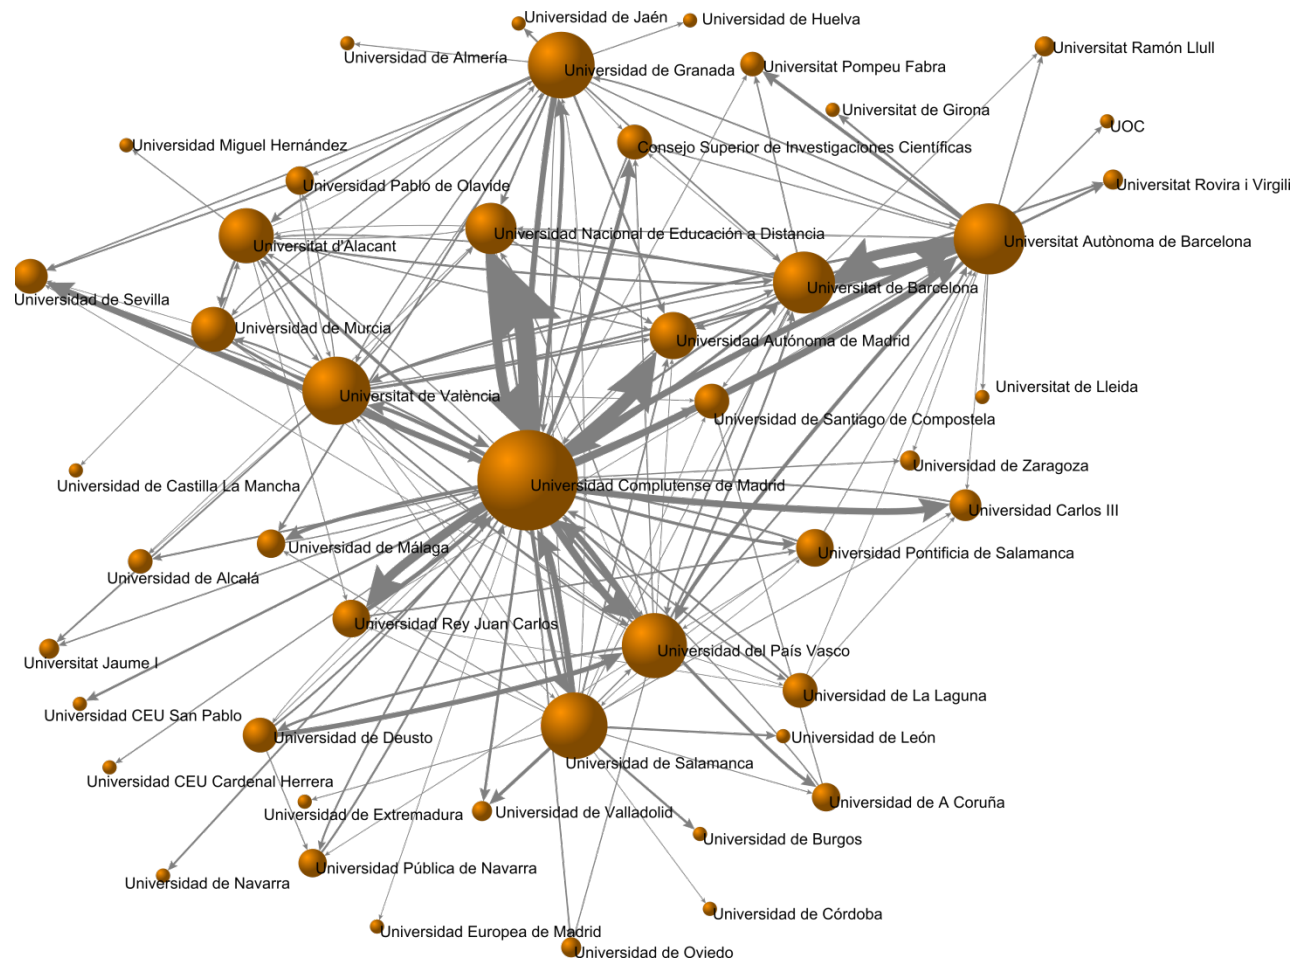 Universidad de Jaén
Universidad de Huelva
Universidad de Almería
Universidad de Granada
Universitat Pompeu Fabra
Universitat Ramón Llull
Universitat de Girona
UOC
Universidad Miguel Hernández
Consejo Superior de Investigaciones Científicas
Universidad Pablo de Olavide
Universitat Rovira i Virgili
Universidad Nacional de Educación a Distancia
Universitat d'Alacant
Universitat Autònoma de Barcelona
Universidad de Sevilla
Universitat de Barcelona
Universidad de Murcia
Universidad Autónoma de Madrid
Universitat de València
Universitat de Lleida
Universidad de Santiago de Compostela
Universidad de Zaragoza
Universidad de Castilla La Mancha
Universidad Complutense de Madrid
Universidad Carlos III
Universidad de Málaga
Universidad Pontificia de Salamanca
Universidad de Alcalá
Universidad Rey Juan Carlos
Universitat Jaume I
Universidad del País Vasco
Universidad de La Laguna
Universidad CEU San Pablo
Universidad de Deusto
Universidad de León
Universidad de Salamanca
Universidad CEU Cardenal Herrera
Universidad de A Coruña
Universidad de Extremadura
Universidad de Valladolid
Universidad de Burgos
Universidad Pública de Navarra
Universidad de Navarra
Universidad de Córdoba
Universidad Europea de Madrid
Universidad de Oviedo